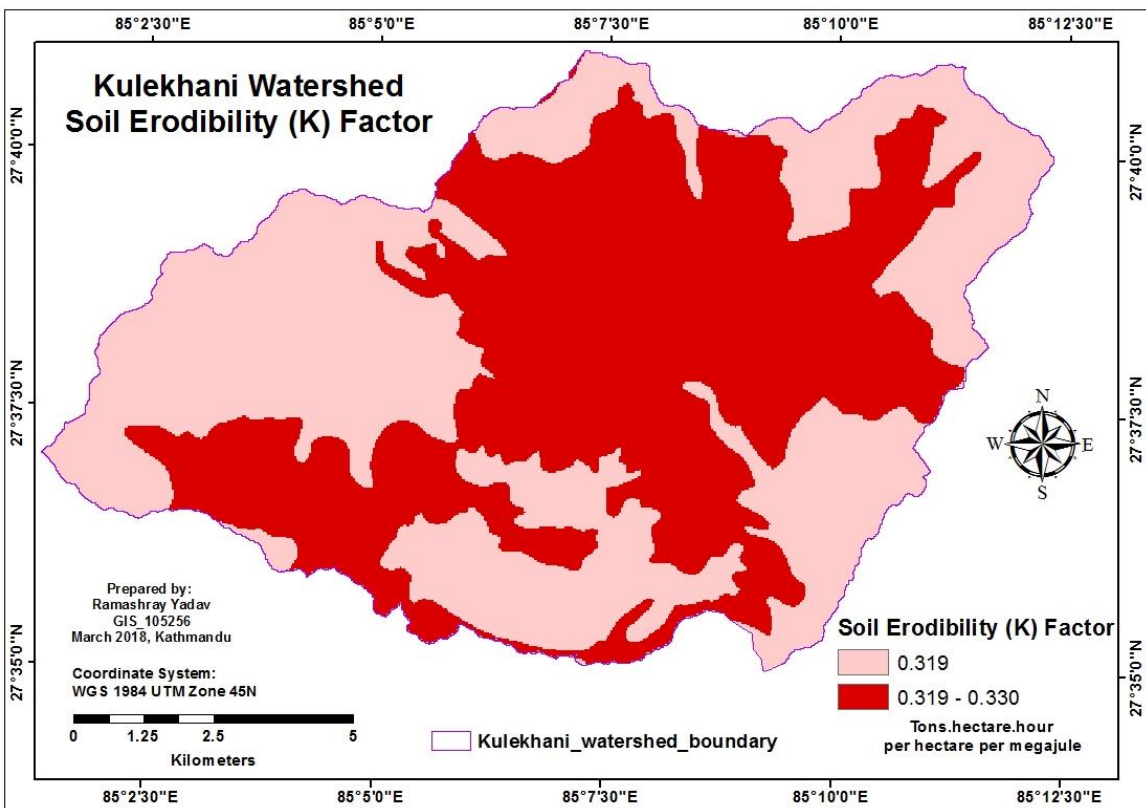 85°2'30"E 85°5'0"E 85°7'30"E 85°10'0"E 85°12'30"E
Kulekhani Watershed
Soil Erodibility (K) Factor
27°40'0"N
27°40'0"N
27°37'30"N
27°37'30"N
N
W E
S
Prepared by:
Ramashray Yadav
GIS_105256
March 2018, Kathmandu
27°35'0"N
27°35'0"N
Coordinate System:
WGS 1984 UTM Zone 45N
0 1.25 2.5 5
Kilometers
Kulekhani_watershed_boundary
Soil Erodibility (K) Factor
0.319
0.319 - 0.330
Tons.hectare.hour
per hectare per megajule
85°2'30"E 85°5'0"E 85°7'30"E 85°10'0"E 85°12'30"E